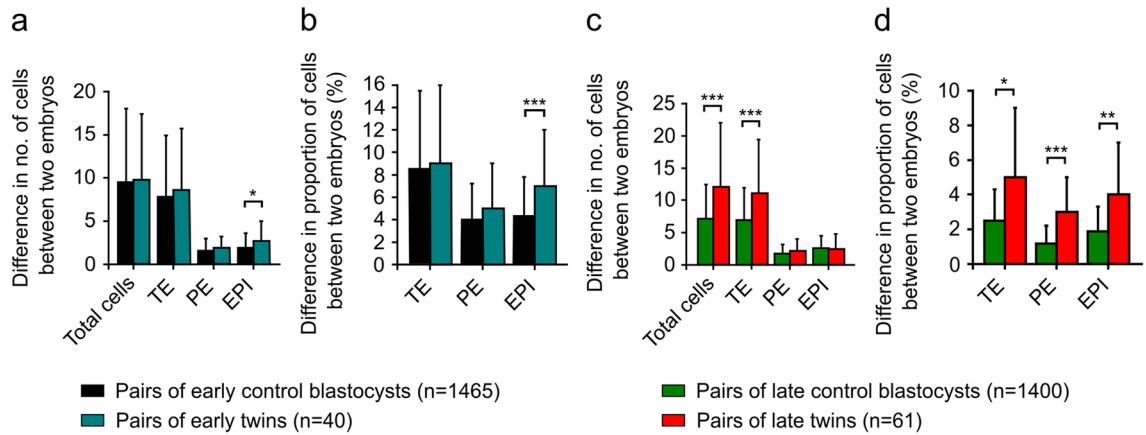 a
Difference in no. of cells
between two embryos
20
15
10
5
0
*
Total cells
TE
PE
EPI
b
Difference in proportion of cells
between two embryos (%)
16
14
12
10
8
6
4
2
0
***
TE
PE
EPI
c
Difference in no. of cells
between two embryos
25
20
15
10
5
0
***
***
Total cells
TE
PE
EPI
d
Difference in proportion of cells
between two embryos (%)
10
8
6
4
2
0
*
***
**
TE
PE
EPI
Pairs of early control blastocysts (n=1465)
Pairs of early twins (n=40)
Pairs of late control blastocysts (n=1400)
Pairs of late twins (n=61)